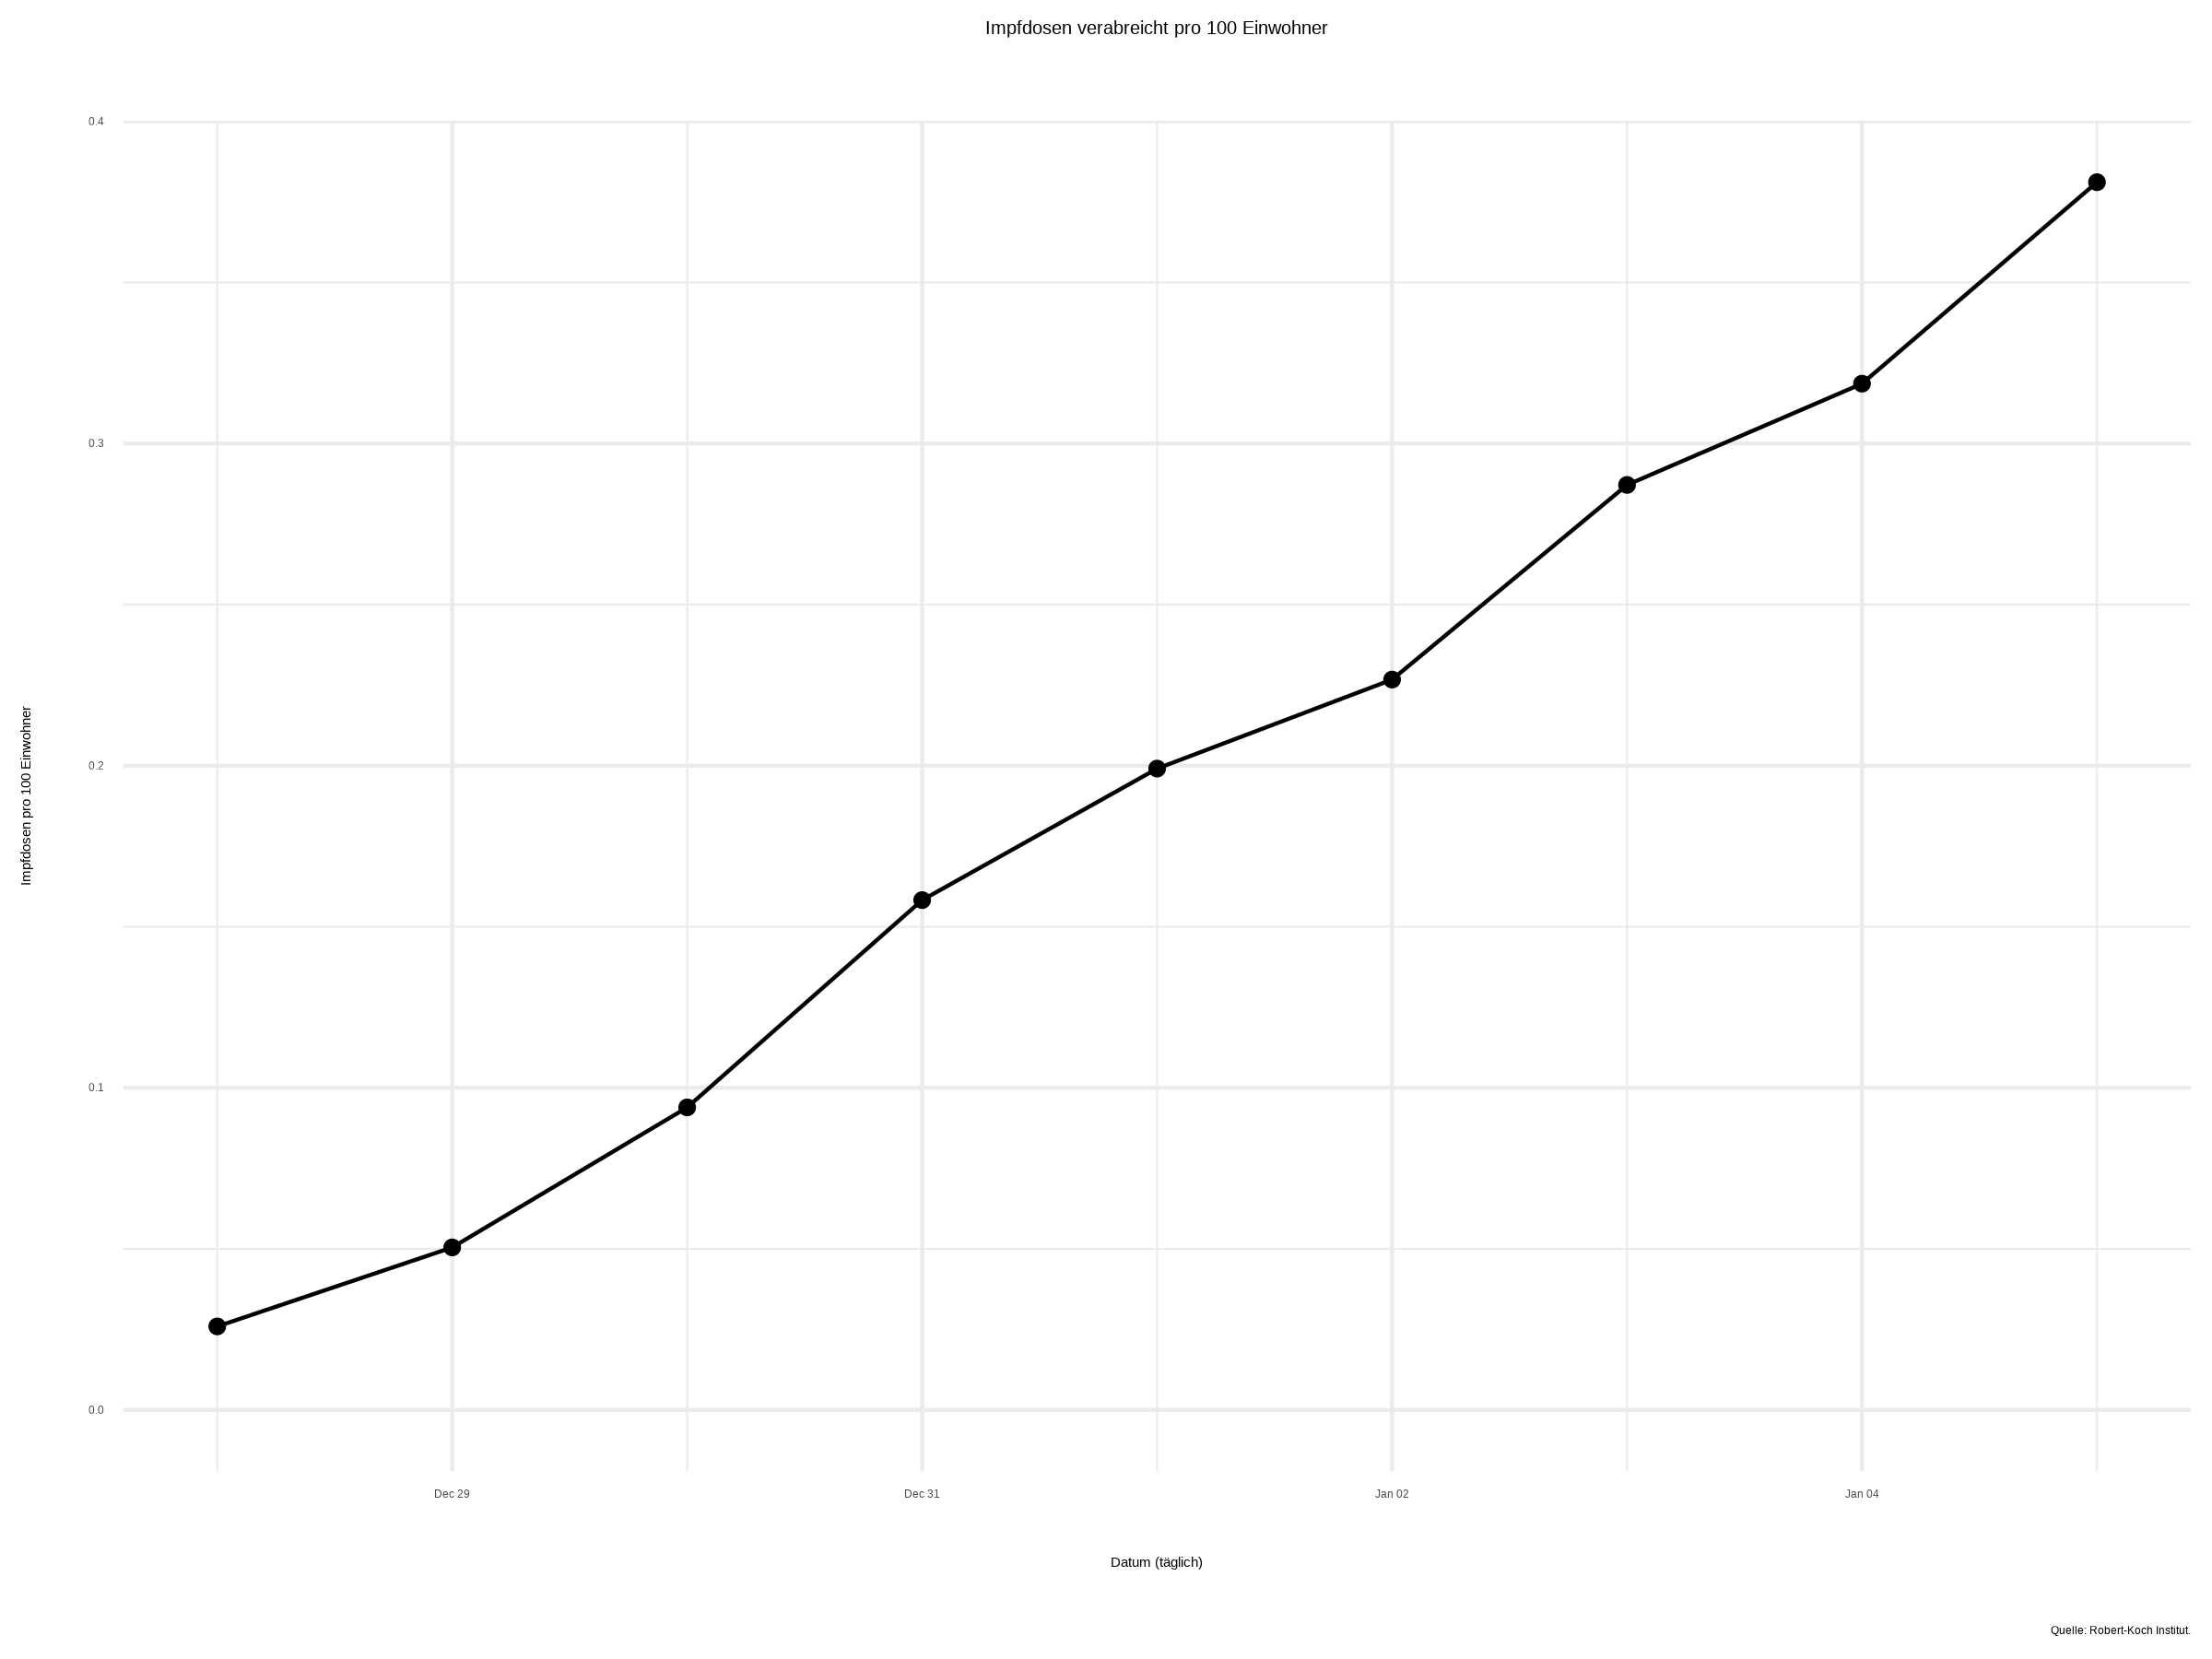 Impfdosen verabreicht pro 100 Einwohner
Impfdosen pro 100 Einwohner
0.4
0.3
0.2
0.1
0.0
Dec 29
Dec 31
Jan 02
Jan 04
Datum (täglich)
Quelle: Robert-Koch Institut.